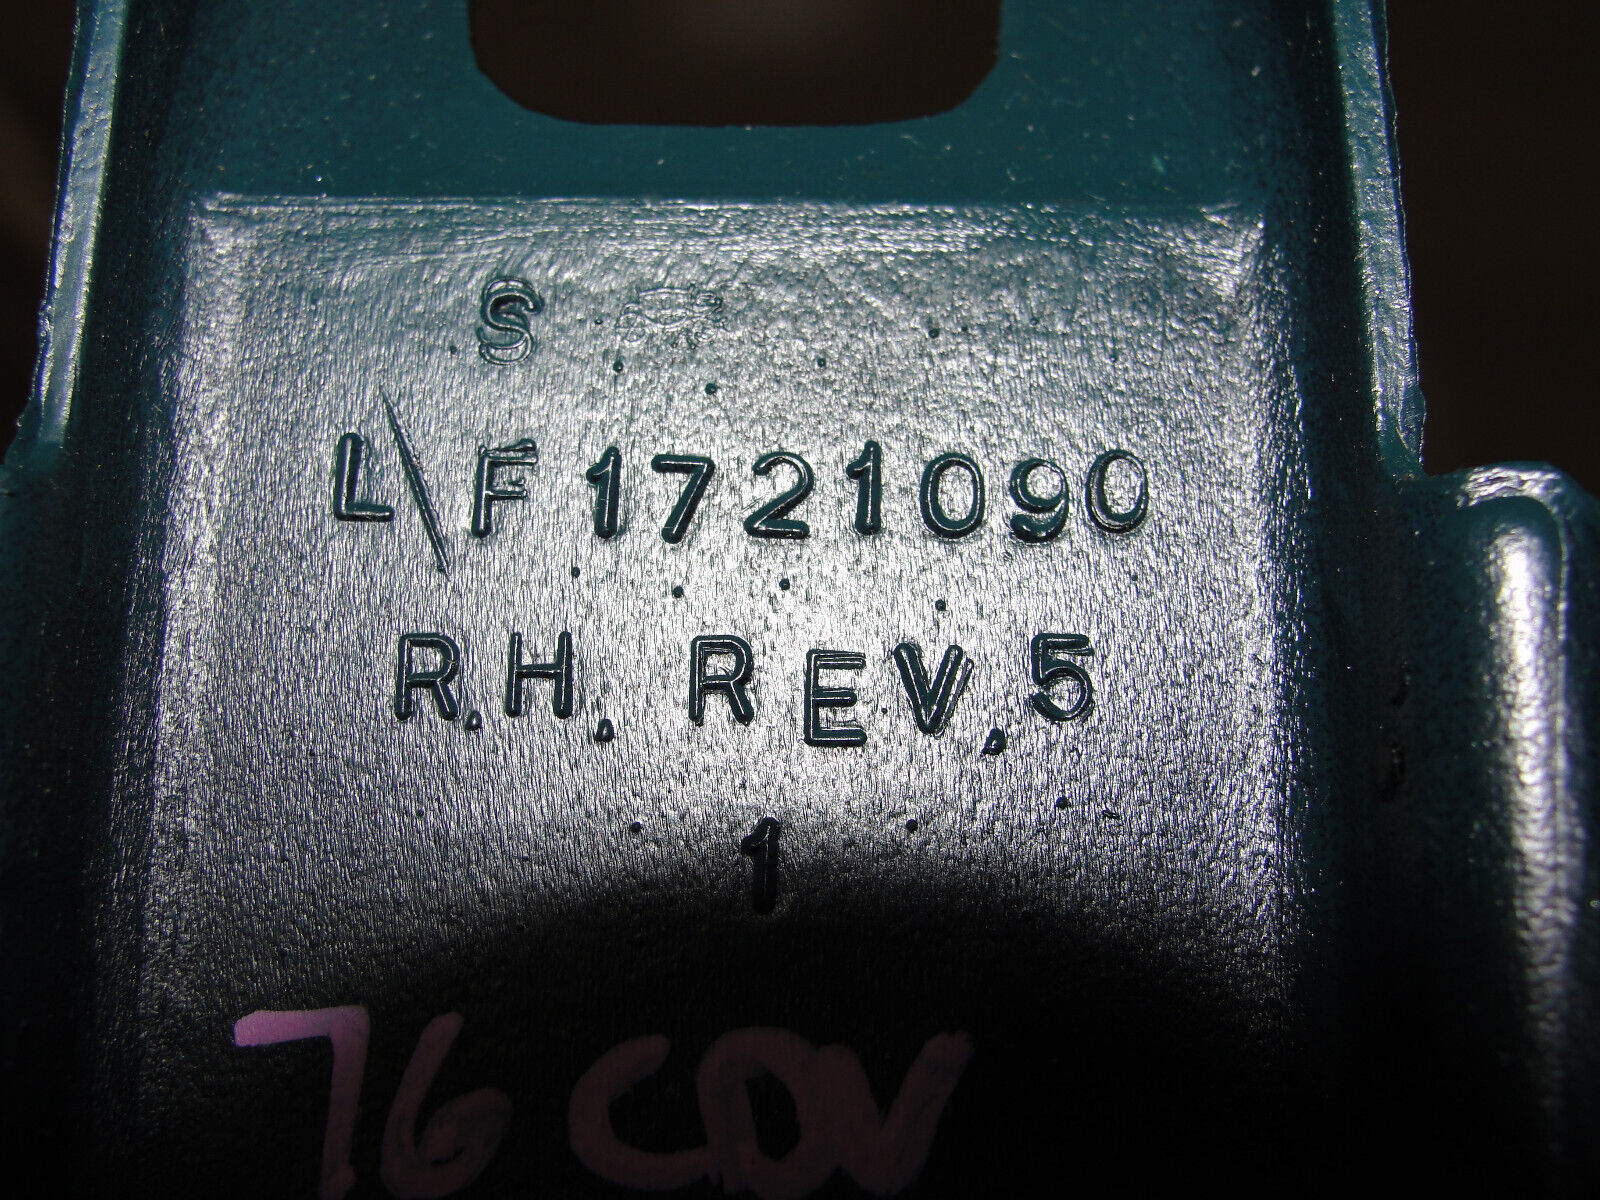 S
L\F 1721090
R.H. REV. 5
1
76 CDV